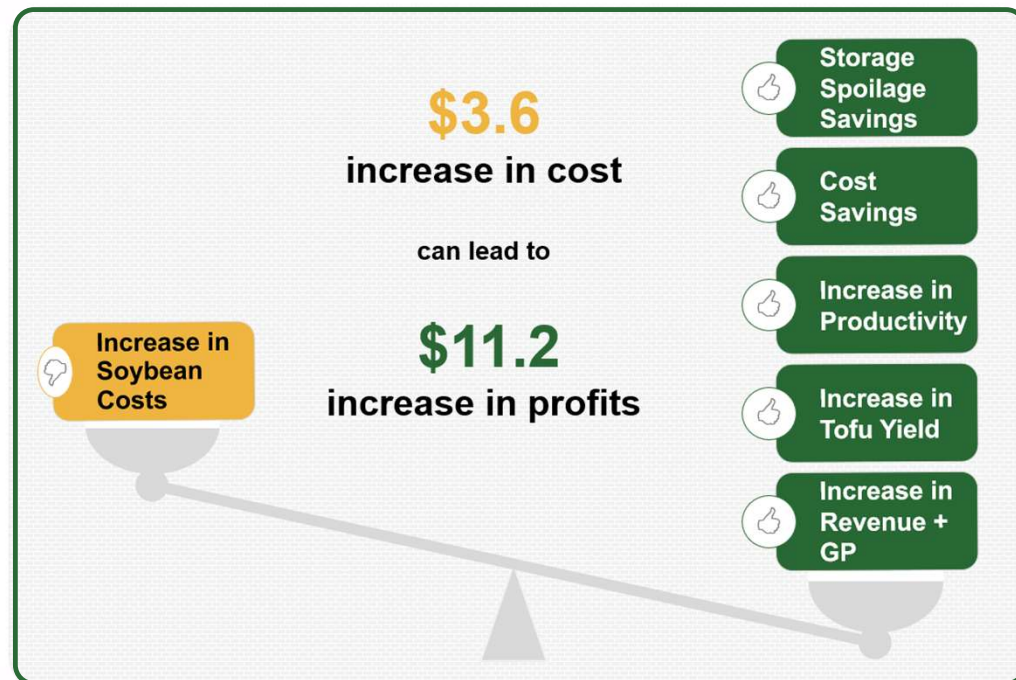 $3.6
increase in cost
can lead to
$11.2
increase in profits
Increase in
Soybean
Costs
Storage
Spoilage
Savings
Cost
Savings
Increase in
Productivity
Increase in
Tofu Yield
Increase in
Revenue +
GP